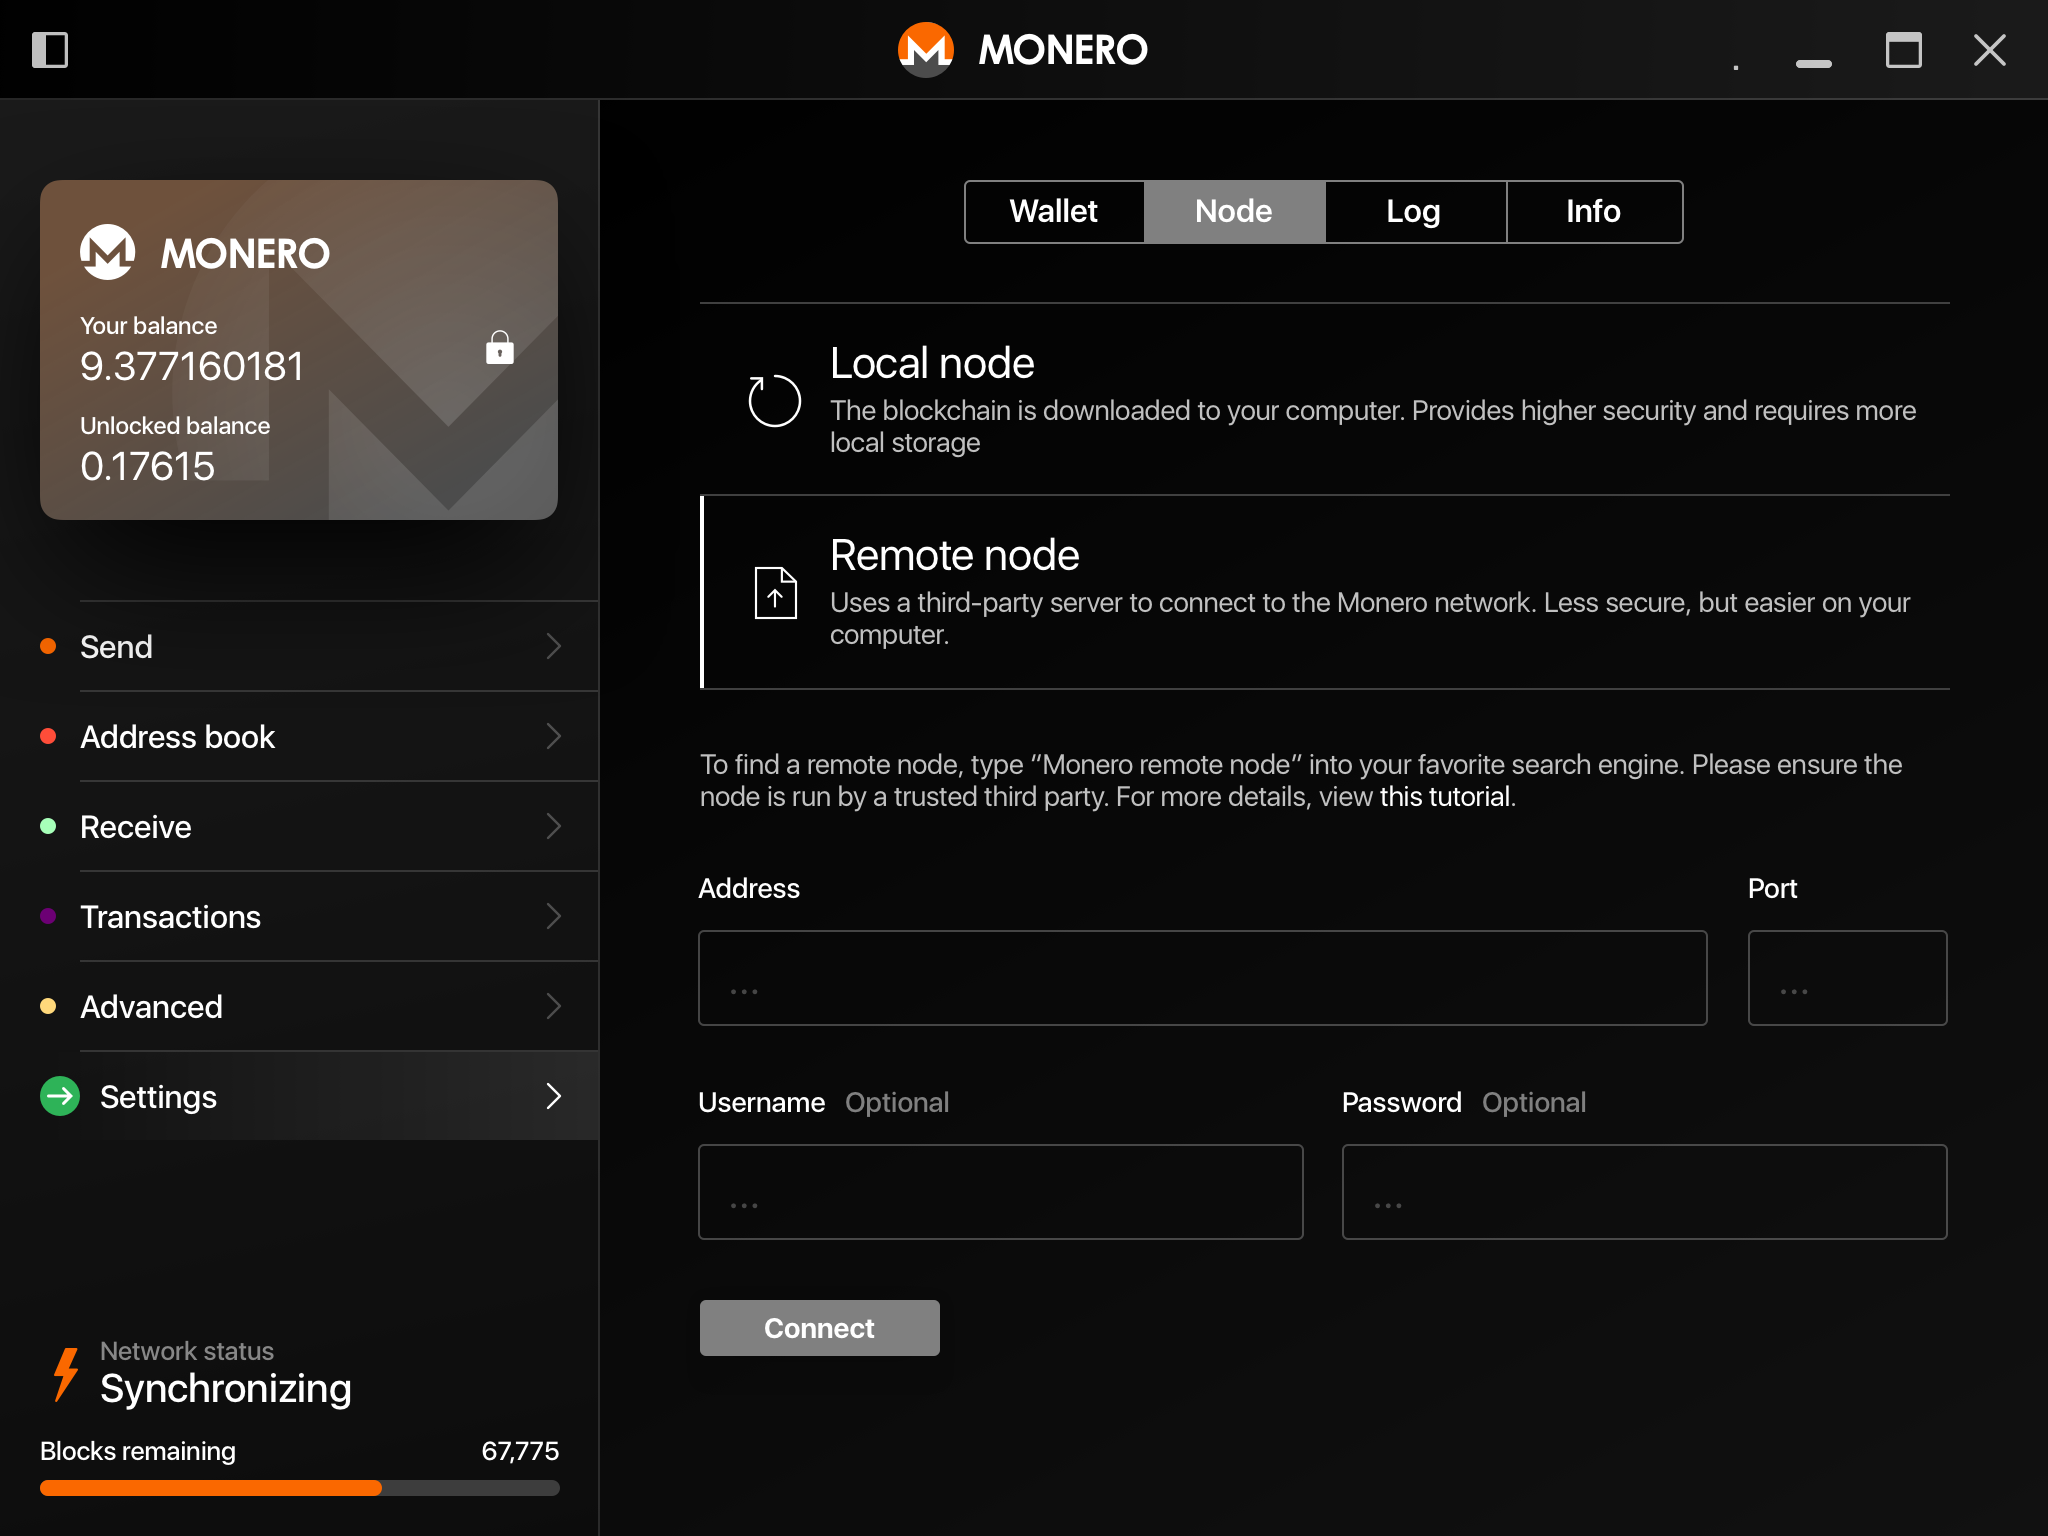 MONERO
MONERO
Your balance
9.377160181
Unlocked balance
0.17615
Send
Address book
Receive
Transactions
Advanced
Settings
Network status
Synchronizing
Blocks remaining 67,775
Wallet Node Log Info
Local node
The blockchain is downloaded to your computer. Provides higher security and requires more
local storage
Remote node
Uses a third-party server to connect to the Monero network. Less secure, but easier on your
computer.
To find a remote node, type “Monero remote node” into your favorite search engine. Please ensure the
node is run by a trusted third party. For more details, view this tutorial.
Address Port
... ...
Username Optional Password Optional
... ...
Connect